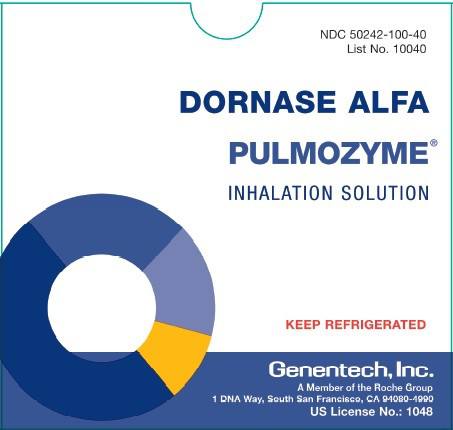 NDC 50242-100-40
List No. 10040
DORNASE ALFA
PULMOZYME®
INHALATION SOLUTION
KEEP REFRIGERATED
Genentech, Inc.
A Member of the Roche Group
1 DNA Way, South San Francisco, CA 94080-4990
US License No.: 1048